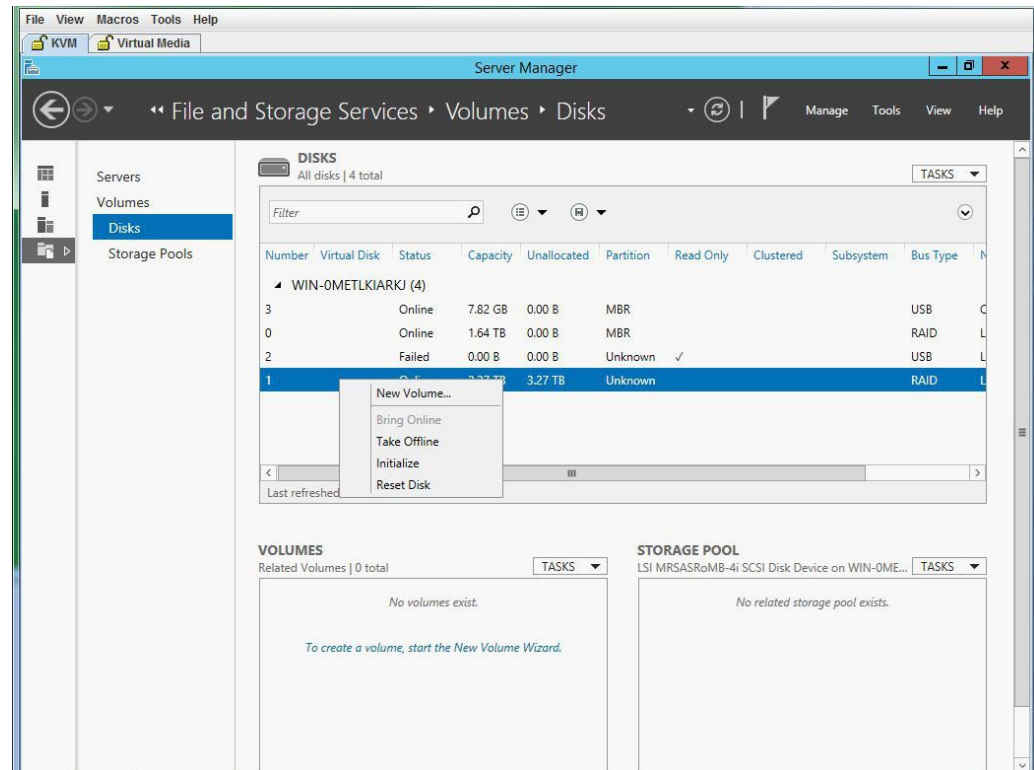 File View Macros Tools Help
KVM Virtual Media
Server Manager
File and Storage Services Volumes Disks
Manage Tools View Help
Servers
Volumes
Disks
Storage Pools
DISKS
All disks | 4 total
TASKS
Filter
Number Virtual Disk Status Capacity Unallocated Partition Read Only Clustered Subsystem Bus Type N
WIN-0METLKIARKJ (4)
3 Online 7.82 GB 0.00 B MBR USB C
0 Online 1.64 TB 0.00 B MBR RAID L
2 Failed 0.00 B 0.00 B Unknown ✓ USB L
1 3.27 TB Unknown RAID L
New Volume...
Bring Online
Take Offline
Initialize
Reset Disk
Last refreshed
VOLUMES
Related Volumes | 0 total
TASKS
No volumes exist.
To create a volume, start the New Volume Wizard.
STORAGE POOL
LSI MRSASRoMB-4i SCSI Disk Device on WIN-0ME...
TASKS
No related storage pool exists.